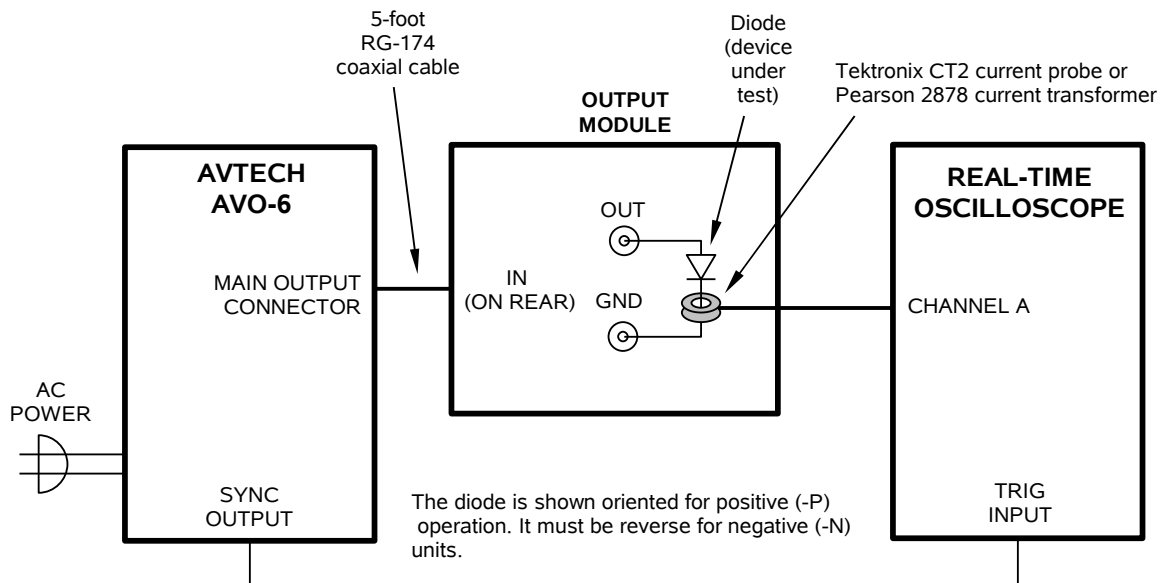 5-foot
RG-174
coaxial cable
Diode
(device
under
test)
Tektronix CT2 current probe or
Pearson 2878 current transformer
OUTPUT
MODULE
AVTECH
AVO-6
REAL-TIME
OSCILLOSCOPE
OUT
MAIN OUTPUT
CONNECTOR
IN
(ON REAR)
GND
CHANNEL A
AC
POWER
SYNC
OUTPUT
The diode is shown oriented for positive (-P)
operation. It must be reverse for negative (-N)
units.
TRIG
INPUT